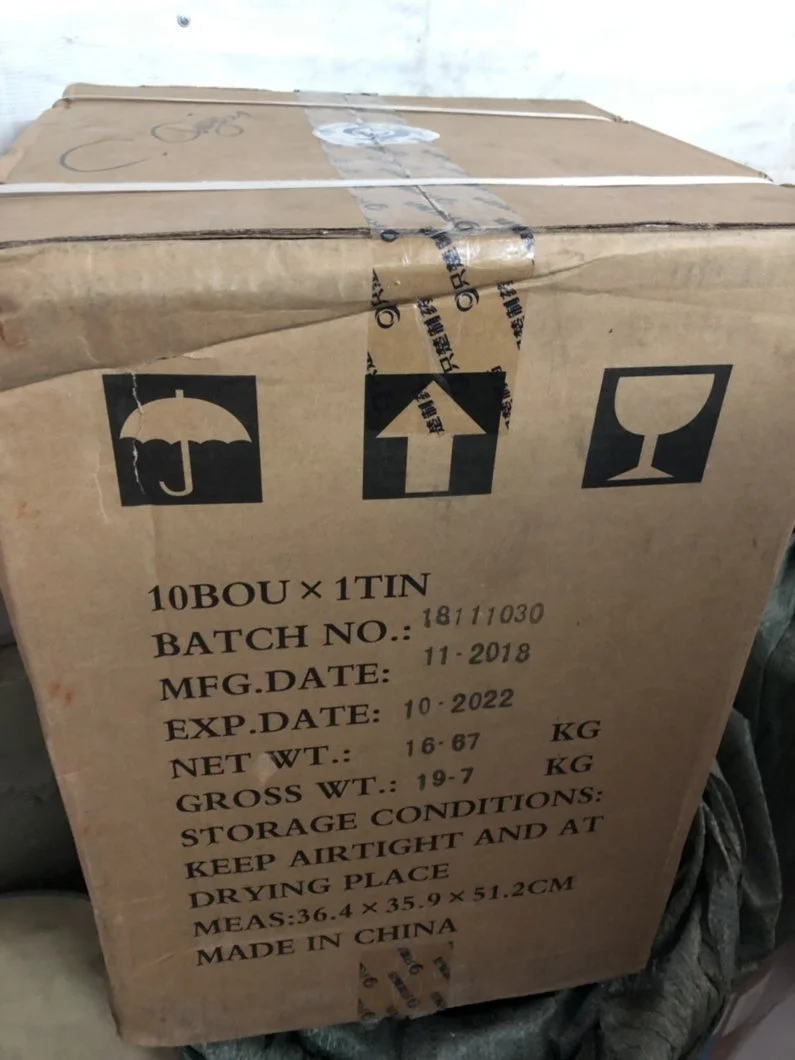 10BOU × 1TIN
BATCH NO.: 18111030
MFG.DATE: 11-2018
EXP.DATE: 10-2022
NET WT.: 16-67 KG
GROSS WT.: 19-7 KG
STORAGE CONDITIONS:
KEEP AIRTIGHT AND AT
DRYING PLACE
MEAS:36.4 × 35.9 × 51.2CM
MADE IN CHINA